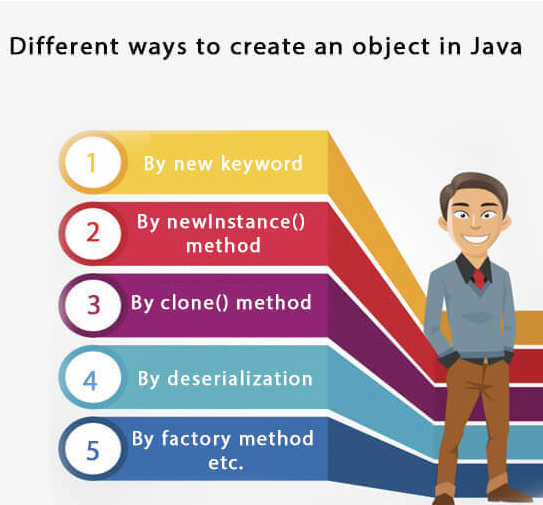 Different ways to create an object in Java
1
By new keyword
2
By newInstance()
method
3
By clone() method
4
By deserialization
5
By factory method
etc.